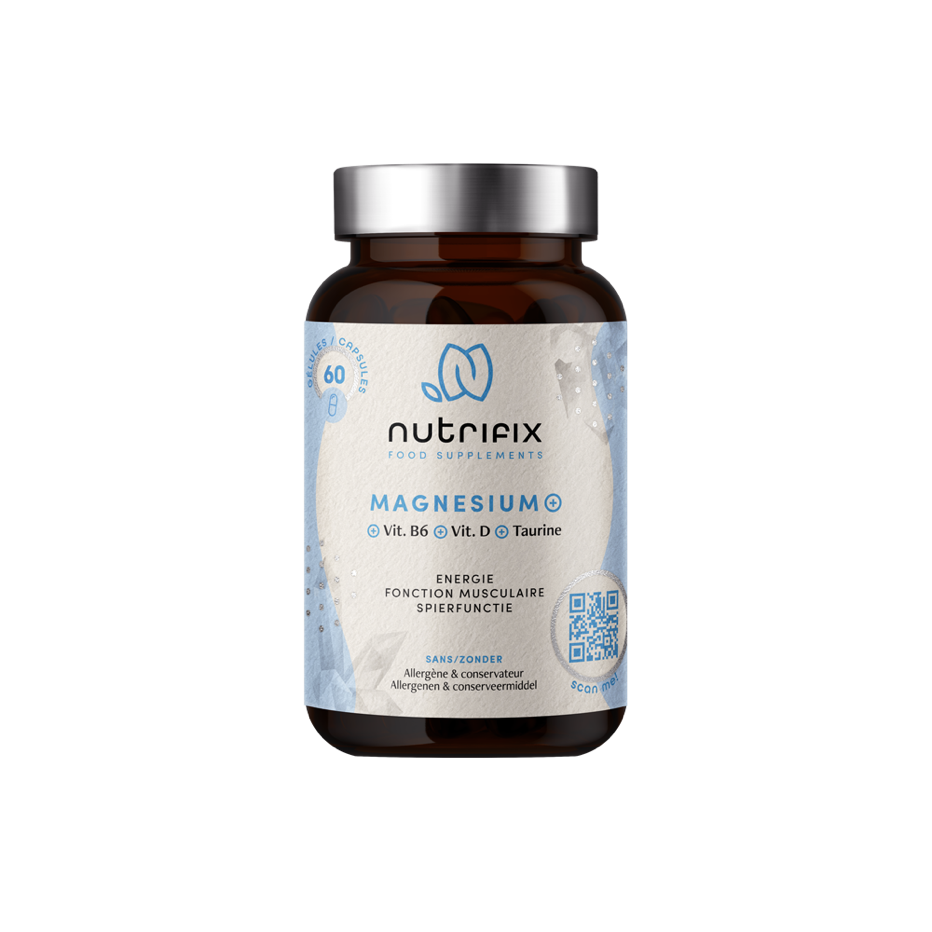 GÉLULES / CAPSULES
60
nutrifix
FOOD SUPPLEMENTS
MAGNESIUM+
+ Vit. B6 + Vit. D + Taurine
ENERGIE
FONCTION MUSCULAIRE
SPIERFUNCTIE
SANS/ZONDER
Allergène & conservateur
Allergenen & conserveermiddel
scan me!